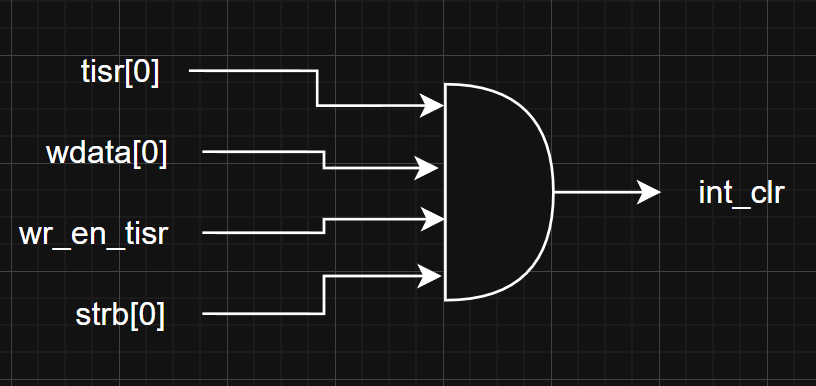 tisr[0]
wdata[0]
wr_en_tisr
strb[0]
int_clr